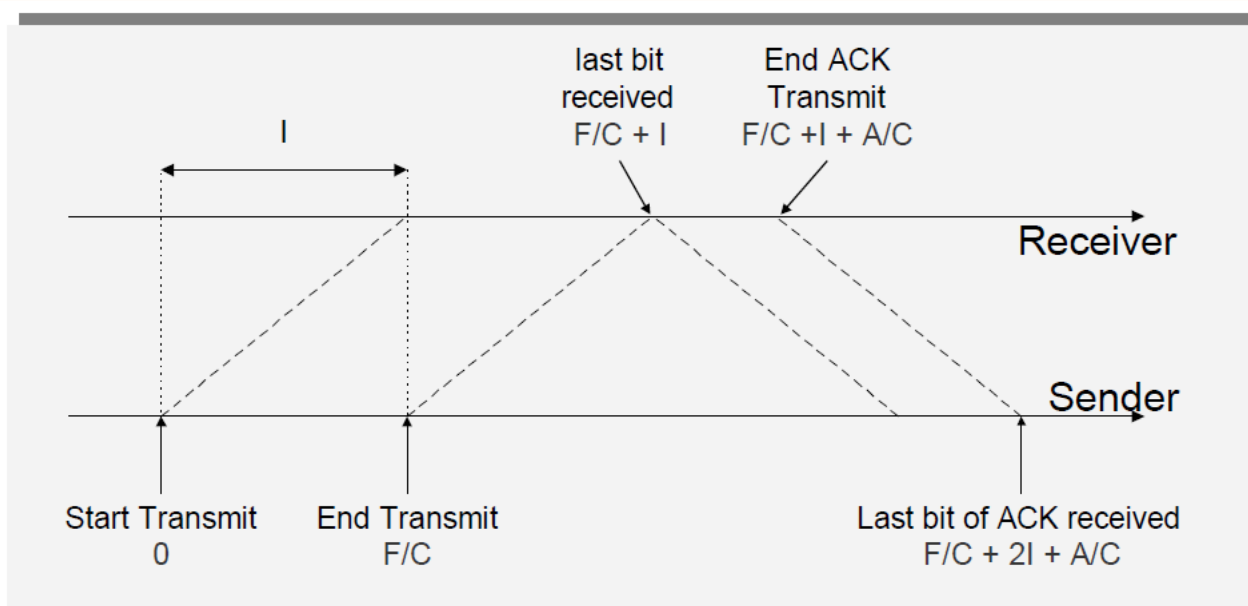 last bit
received
F/C + I
End ACK
Transmit
F/C +I + A/C
I
Receiver
Sender
Start Transmit
0
End Transmit
F/C
Last bit of ACK received
F/C + 2I + A/C